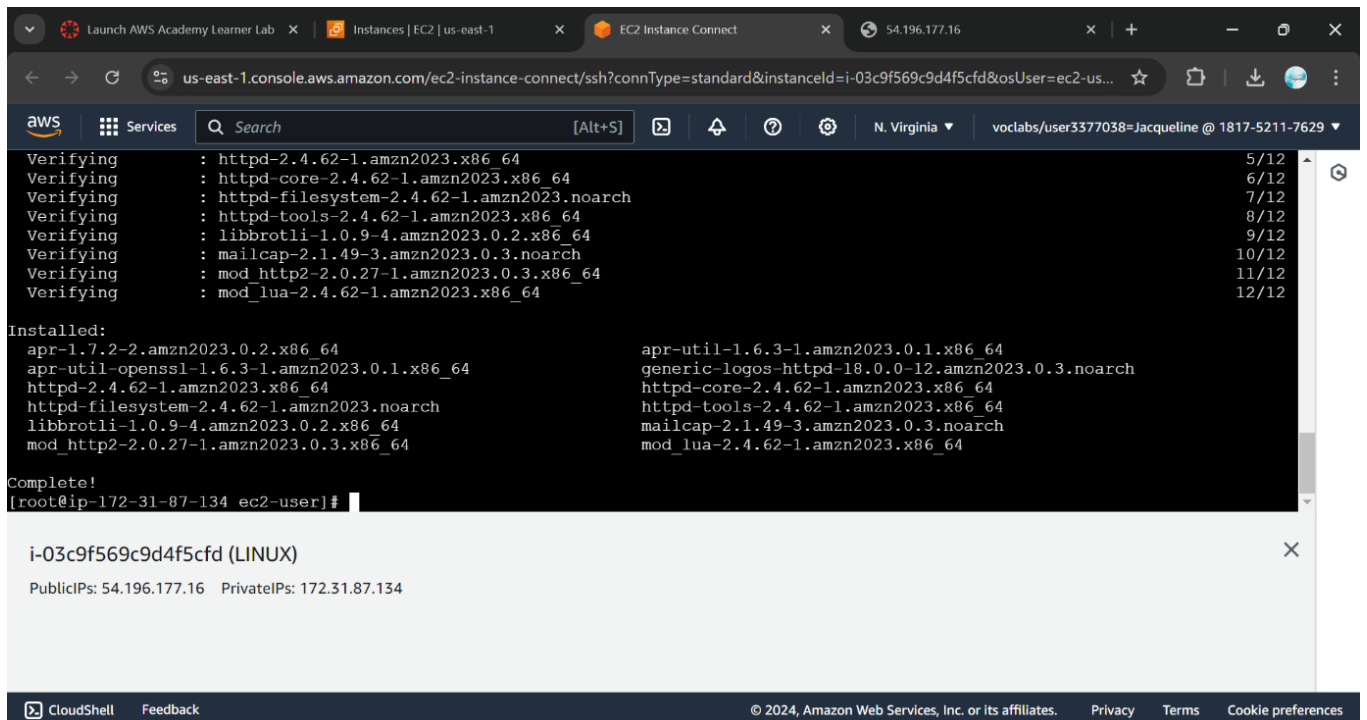 Launch AWS Academy Learner Lab
Instances | EC2 | us-east-1
EC2 Instance Connect
54.196.177.16
us-east-1.console.aws.amazon.com/ec2-instance-connect/ssh?connType=standard&instanceId=i-03c9f569c9d4f5cfd&osUser=ec2-us...
aws Services Search [Alt+S] N. Virginia ▼ voclabs/user3377038=Jacqueline @ 1817-5211-7629 ▼
Verifying : httpd-2.4.62-1.amzn2023.x86_64 5/12
Verifying : httpd-core-2.4.62-1.amzn2023.x86_64 6/12
Verifying : httpd-filesystem-2.4.62-1.amzn2023.noarch 7/12
Verifying : httpd-tools-2.4.62-1.amzn2023.x86_64 8/12
Verifying : libbrotli-1.0.9-4.amzn2023.0.2.x86_64 9/12
Verifying : mailcap-2.1.49-3.amzn2023.0.3.noarch 10/12
Verifying : mod_http2-2.0.27-1.amzn2023.0.3.x86_64 11/12
Verifying : mod_lua-2.4.62-1.amzn2023.x86_64 12/12
Installed:
apr-1.7.2-2.amzn2023.0.2.x86_64 apr-util-1.6.3-1.amzn2023.0.1.x86_64
apr-util-openssl-1.6.3-1.amzn2023.0.1.x86_64 generic-logos-httpd-18.0.0-12.amzn2023.0.3.noarch
httpd-2.4.62-1.amzn2023.x86_64 httpd-core-2.4.62-1.amzn2023.x86_64
httpd-filesystem-2.4.62-1.amzn2023.noarch httpd-tools-2.4.62-1.amzn2023.x86_64
libbrotli-1.0.9-4.amzn2023.0.2.x86_64 mailcap-2.1.49-3.amzn2023.0.3.noarch
mod_http2-2.0.27-1.amzn2023.0.3.x86_64 mod_lua-2.4.62-1.amzn2023.x86_64
Complete!
[root@ip-172-31-87-134 ec2-user]#
i-03c9f569c9d4f5cfd (LINUX)
PublicIPs: 54.196.177.16 PrivateIPs: 172.31.87.134
CloudShell Feedback © 2024, Amazon Web Services, Inc. or its affiliates. Privacy Terms Cookie preferences